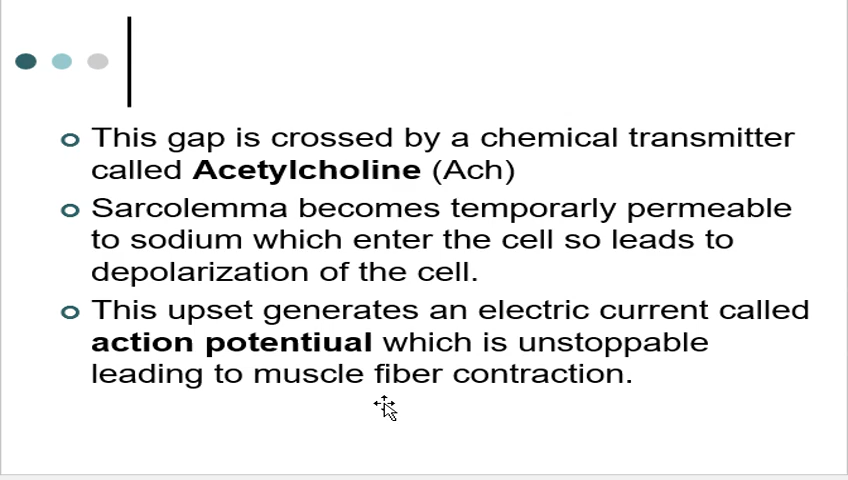 This gap is crossed by a chemical transmitter
called Acetylcholine (Ach)
Sarcolemma becomes temporarly permeable
to sodium which enter the cell so leads to
depolarization of the cell.
This upset generates an electric current called
action potentiual which is unstoppable
leading to muscle fiber contraction.